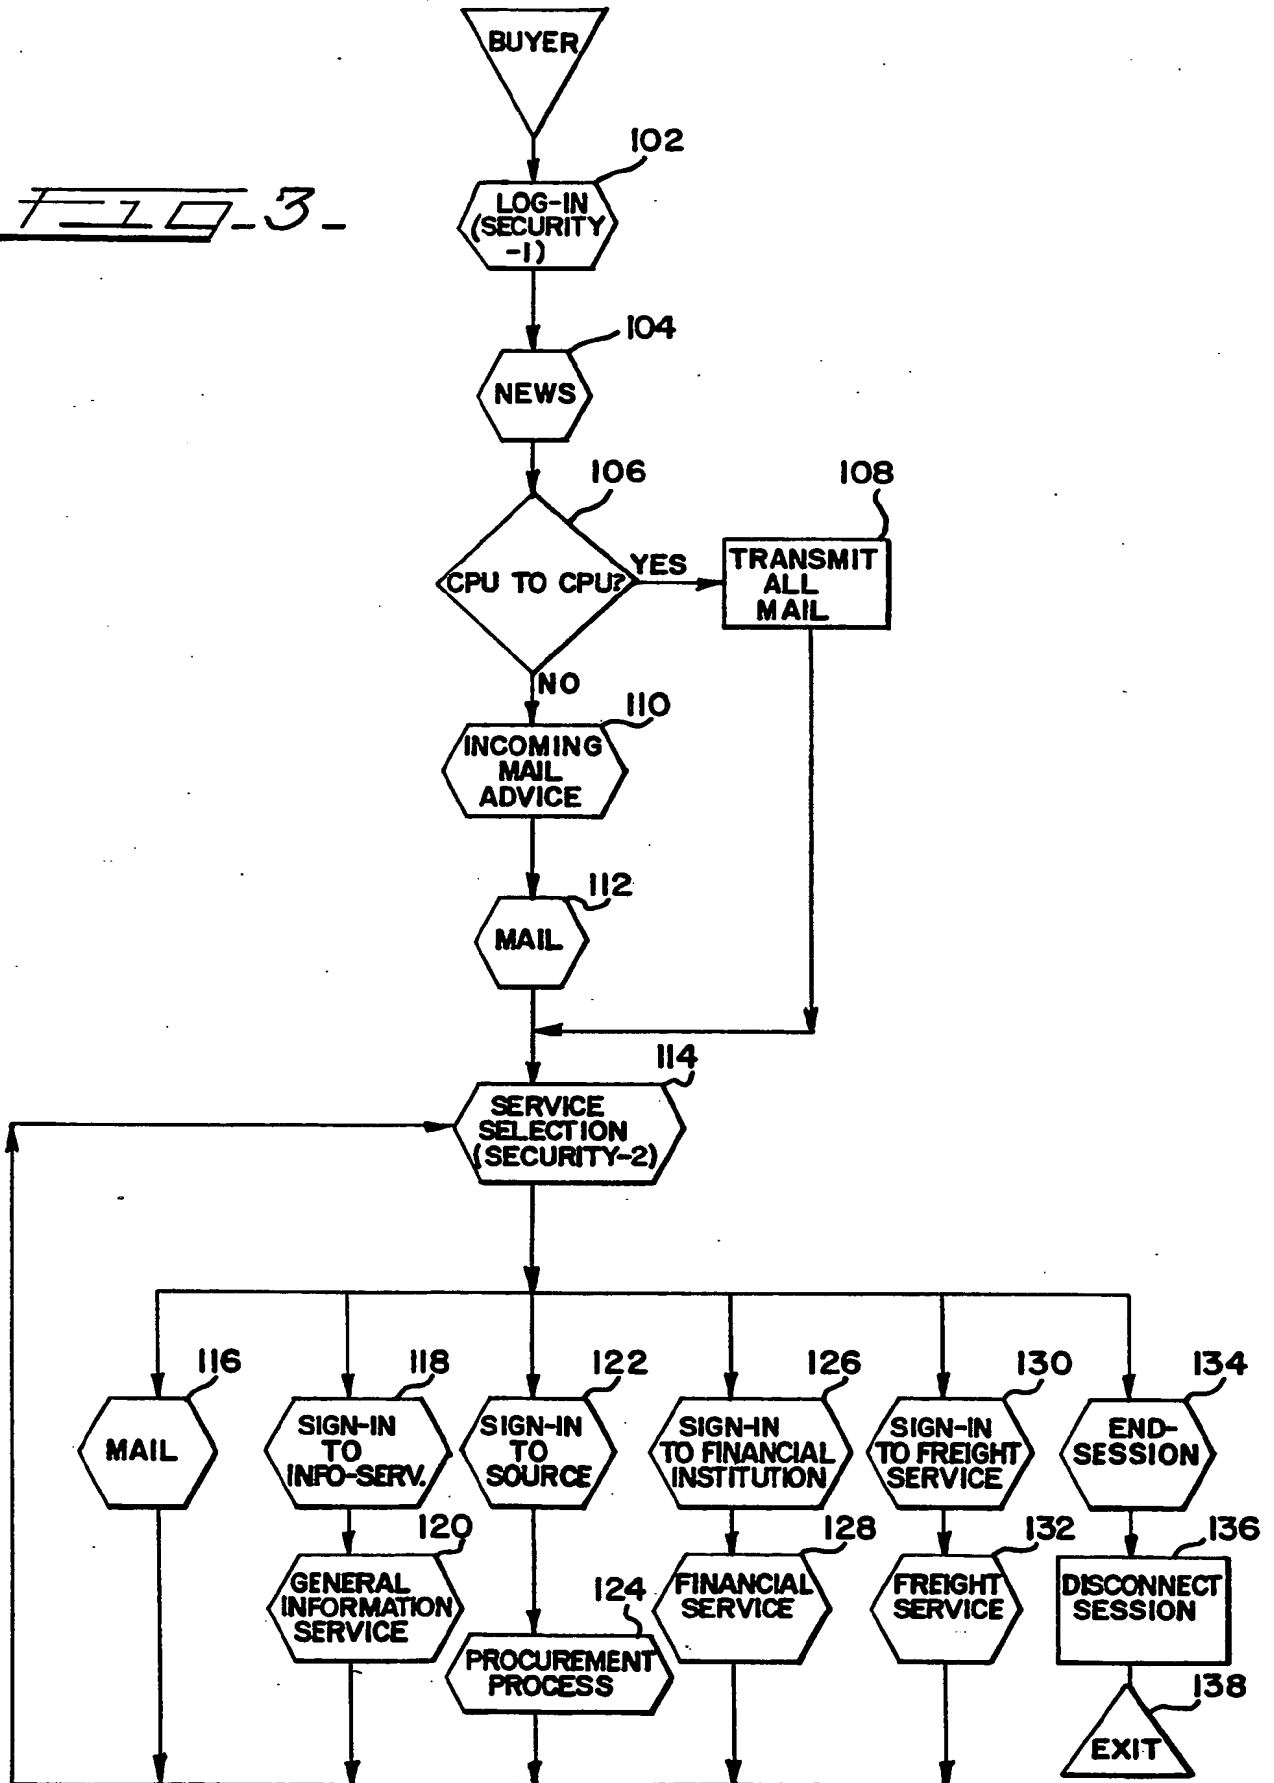 BUYER
102
FIG-3-
LOG-IN
(SECURITY
-1)
104
NEWS
106
108
CPU TO CPU?
YES
TRANSMIT
ALL
MAIL
NO
110
INCOMING
MAIL
ADVICE
112
MAIL
114
SERVICE
SELECTION
(SECURITY-2)
116
118
122
126
130
134
MAIL
SIGN-IN
TO
INFO-SERV.
SIGN-IN
TO
SOURCE
SIGN-IN
TO FINANCIAL
INSTITUTION
SIGN-IN
TO FREIGHT
SERVICE
END-
SESSION
120
124
128
132
136
GENERAL
INFORMATION
SERVICE
PROCUREMENT
PROCESS
FINANCIAL
SERVICE
FREIGHT
SERVICE
DISCONNECT
SESSION
138
EXIT